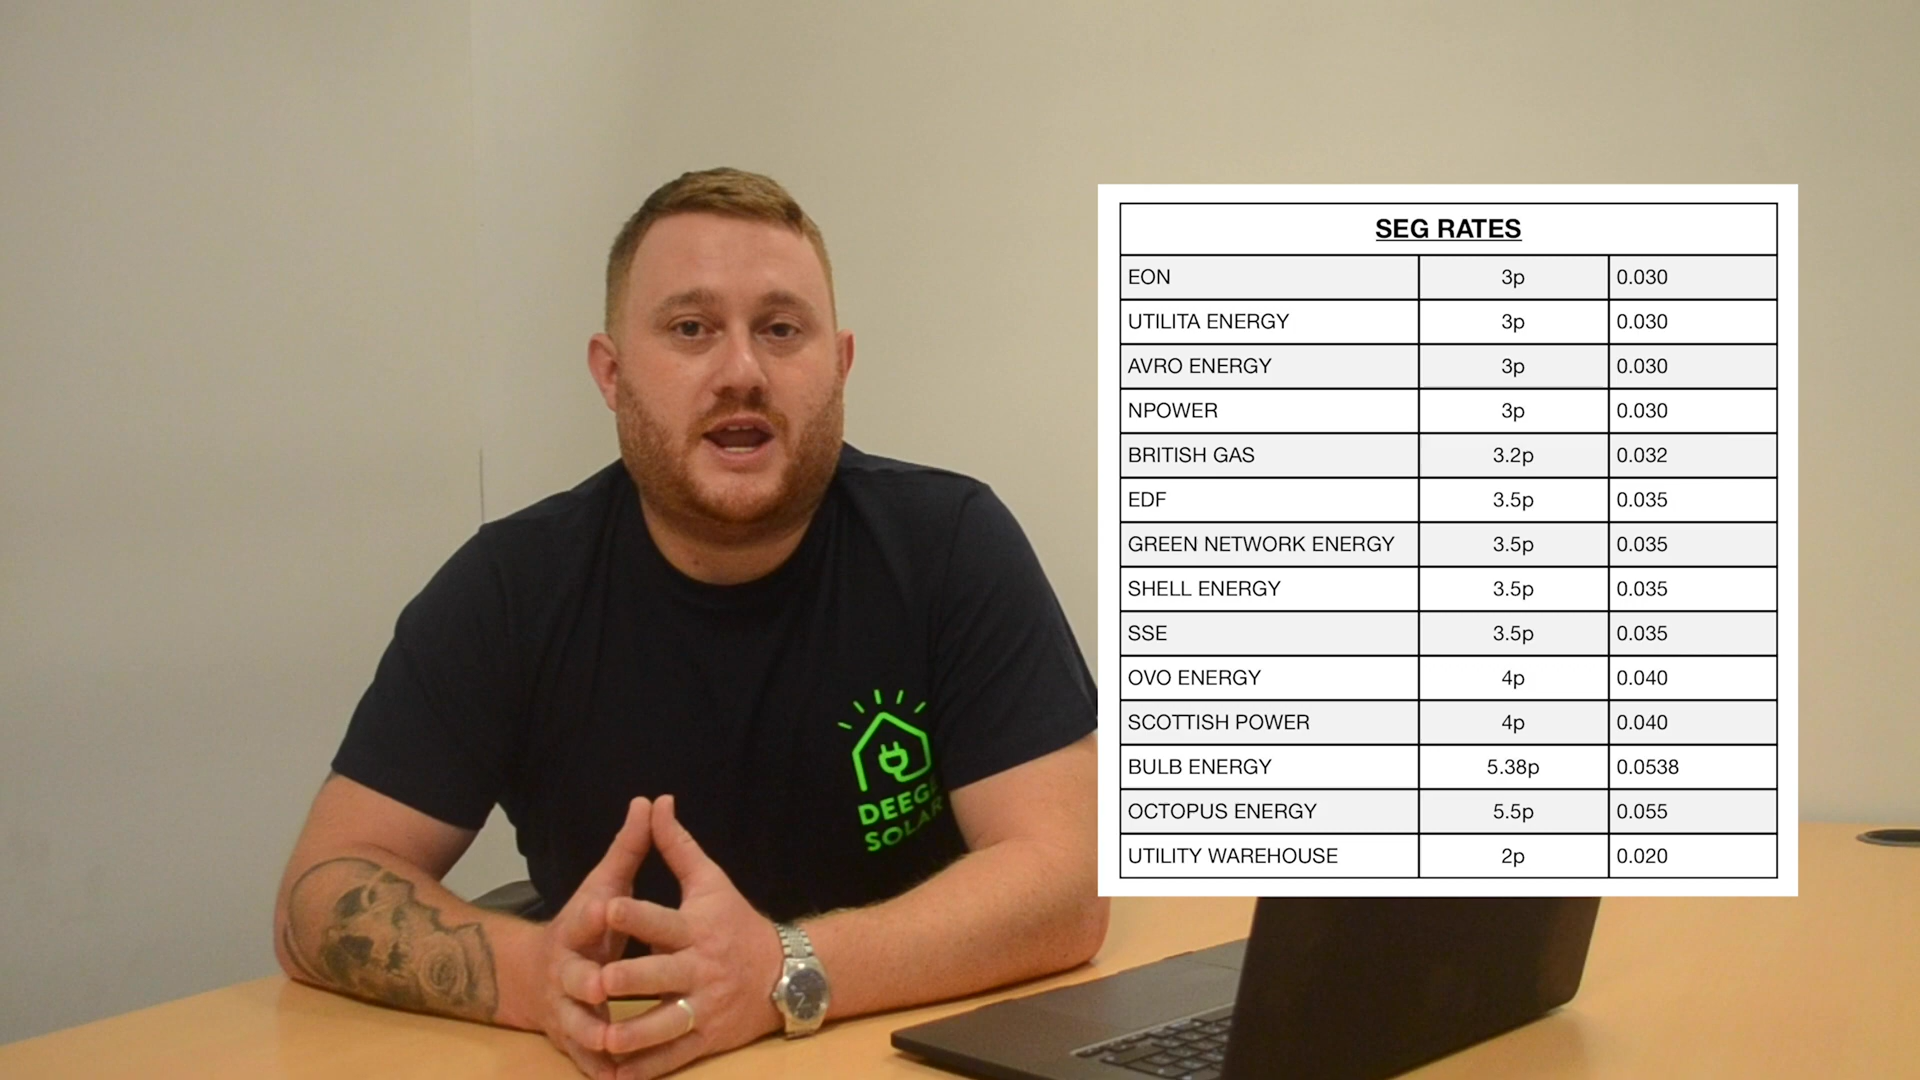 SEG RATES
EON 3p 0.030
UTILITA ENERGY 3p 0.030
AVRO ENERGY 3p 0.030
NPOWER 3p 0.030
BRITISH GAS 3.2p 0.032
EDF 3.5p 0.035
GREEN NETWORK ENERGY 3.5p 0.035
SHELL ENERGY 3.5p 0.035
SSE 3.5p 0.035
OVO ENERGY 4p 0.040
SCOTTISH POWER 4p 0.040
BULB ENERGY 5.38p 0.0538
OCTOPUS ENERGY 5.5p 0.055
UTILITY WAREHOUSE 2p 0.020
DEEGE
SOLAR